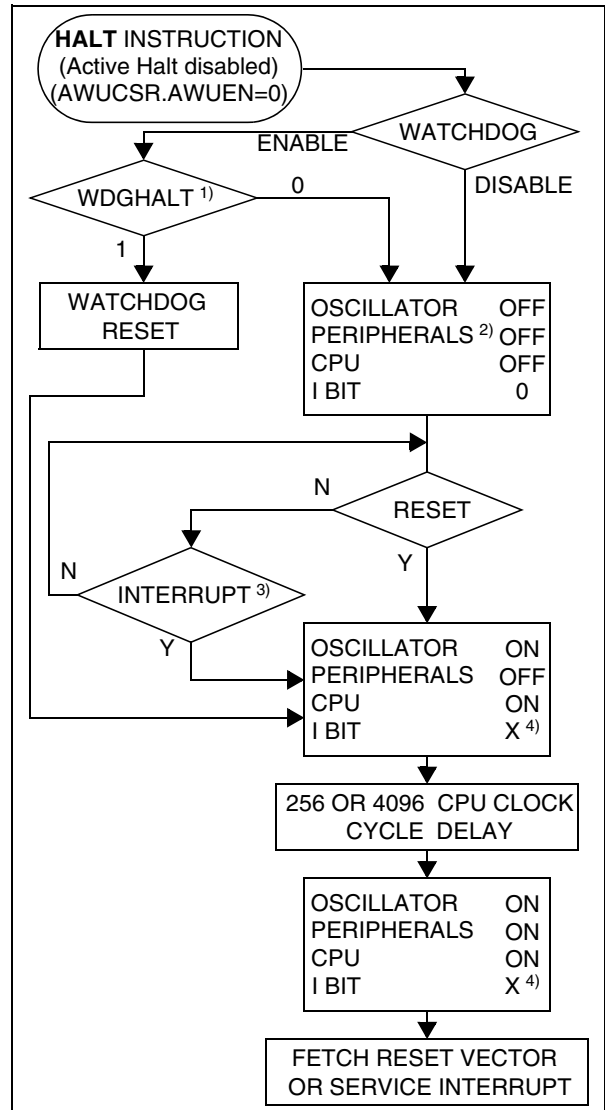 HALT INSTRUCTION
(Active Halt disabled)
(AWUCSR.AWUEN=0)
WATCHDOG
ENABLE
DISABLE
WDGHALT 1)
0
1
WATCHDOG
RESET
OSCILLATOR OFF
PERIPHERALS 2) OFF
CPU OFF
I BIT 0
RESET
N
Y
INTERRUPT 3)
N
Y
OSCILLATOR ON
PERIPHERALS OFF
CPU ON
I BIT X 4)
256 OR 4096 CPU CLOCK
CYCLE DELAY
OSCILLATOR ON
PERIPHERALS ON
CPU ON
I BIT X 4)
FETCH RESET VECTOR
OR SERVICE INTERRUPT